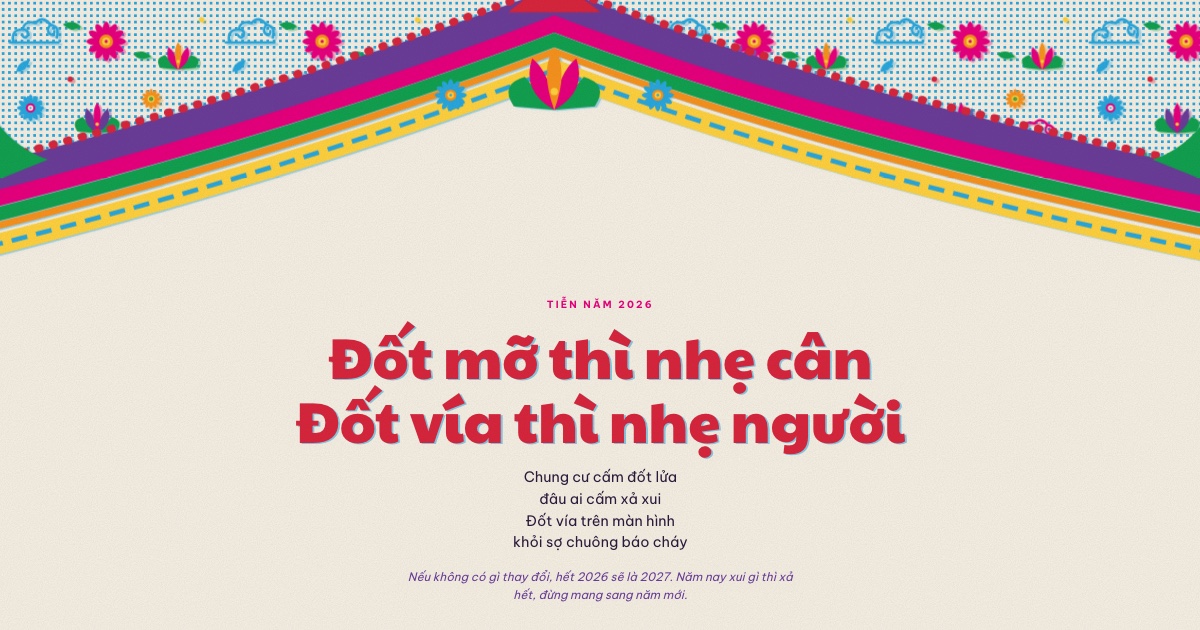 TIỄN NĂM 2026
Đốt mỡ thì nhẹ cân
Đốt vía thì nhẹ người
Chung cư cấm đốt lửa
đâu ai cấm xả xui
Đốt vía trên màn hình
khỏi sợ chuông báo cháy
Nếu không có gì thay đổi, hết 2026 sẽ là 2027. Năm nay xui gì thì xả
hết, đừng mang sang năm mới.